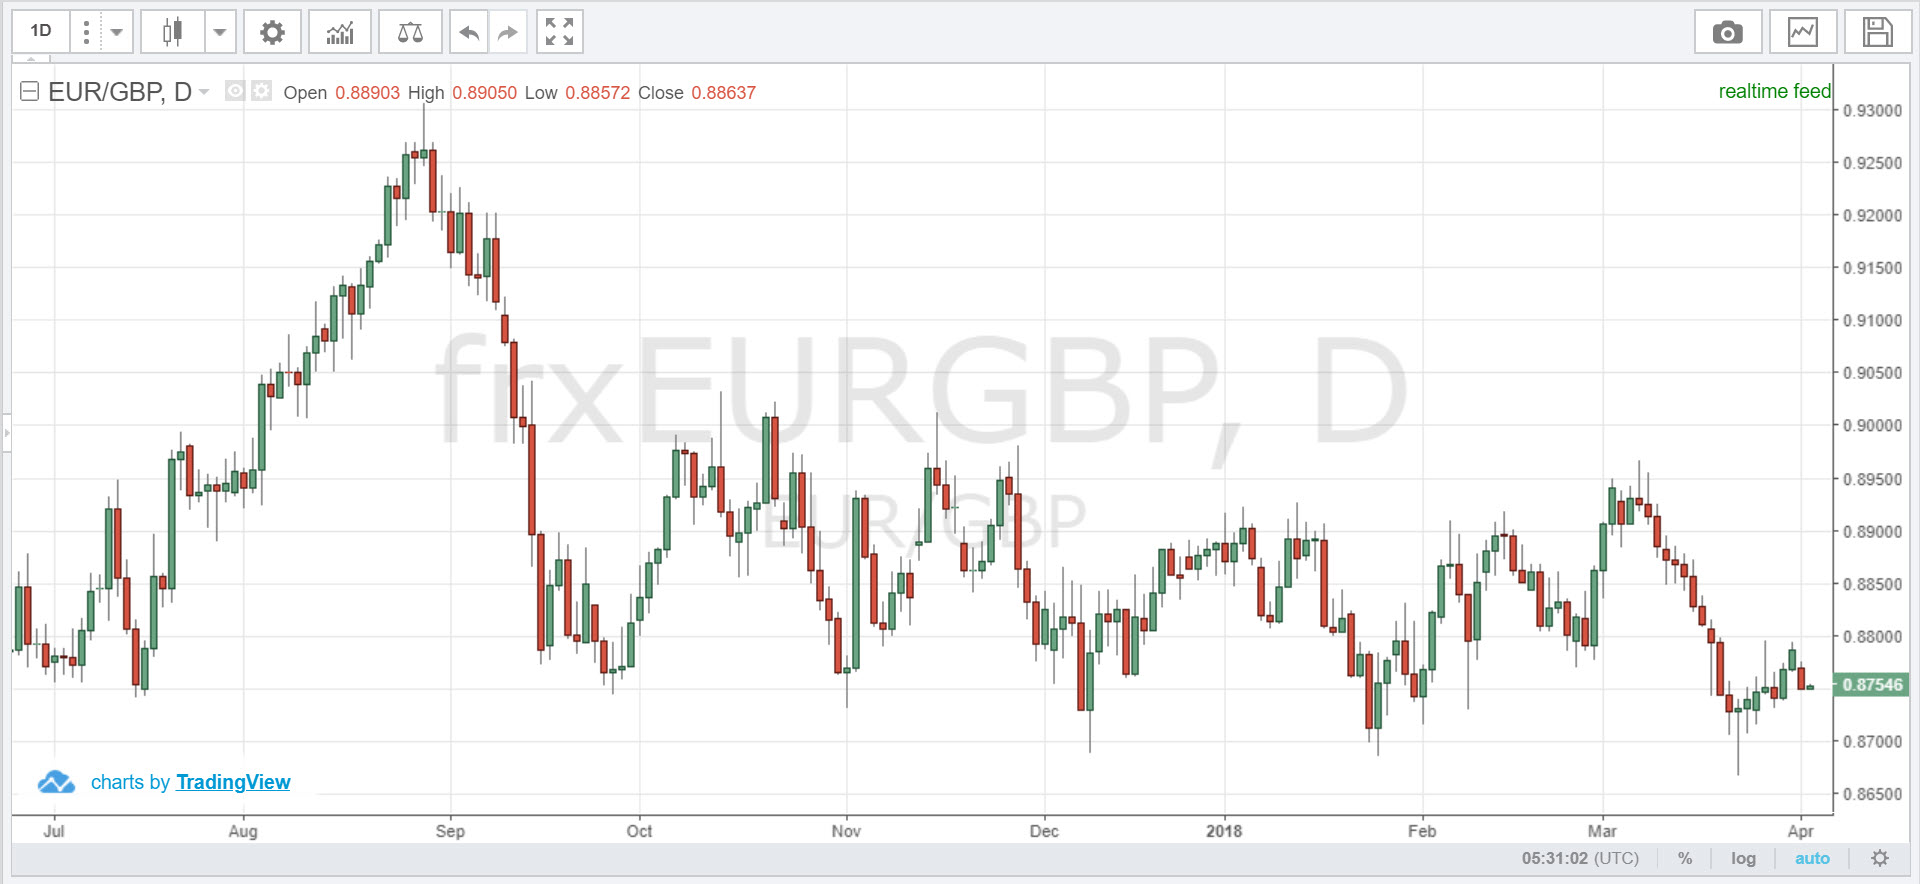 1D
EUR/GBP, D Open 0.88903 High 0.89050 Low 0.88572 Close 0.88637
realtime feed
0.93000
0.92500
0.92000
0.91500
0.91000
0.90500
0.90000
0.89500
0.89000
0.88500
0.88000
0.87546
0.87000
0.86500
frxEURGBP, D
EUR/GBP
charts by TradingView
Jul Aug Sep Oct Nov Dec 2018 Feb Mar Apr
05:31:02 (UTC) % log auto